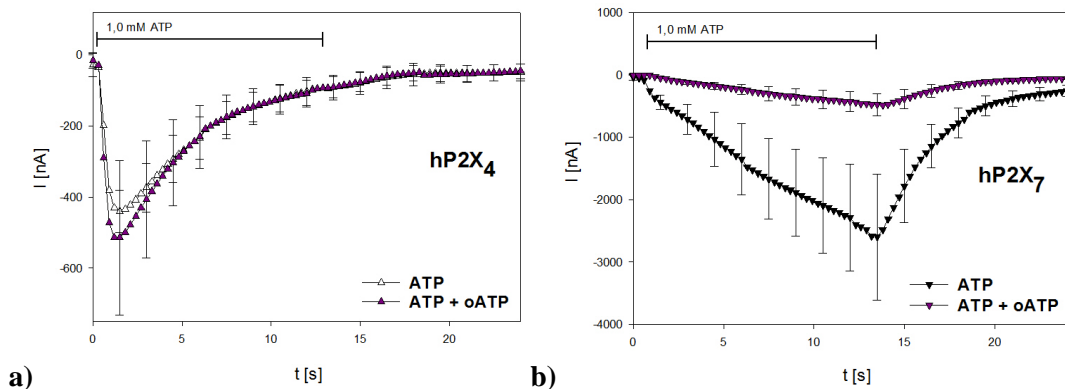 1,0 mM ATP
0
-200
-400
-600
I [nA]
hP2X4
ATP
ATP + oATP
0
5
10
15
20
t [s]
a)
1000
1,0 mM ATP
0
-1000
-2000
-3000
-4000
I [nA]
hP2X7
ATP
ATP + oATP
0
5
10
15
20
t [s]
b)